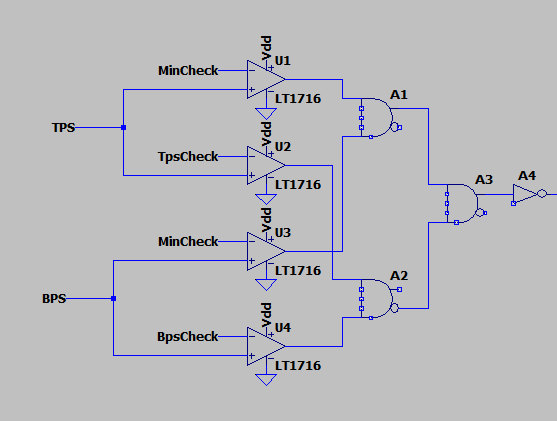 Vdd
U1
MinCheck
A1
LT1716
TPS
Vdd
U2
TpsCheck
A3
A4
LT1716
Vdd
U3
MinCheck
A2
LT1716
BPS
Vdd
U4
BpsCheck
LT1716